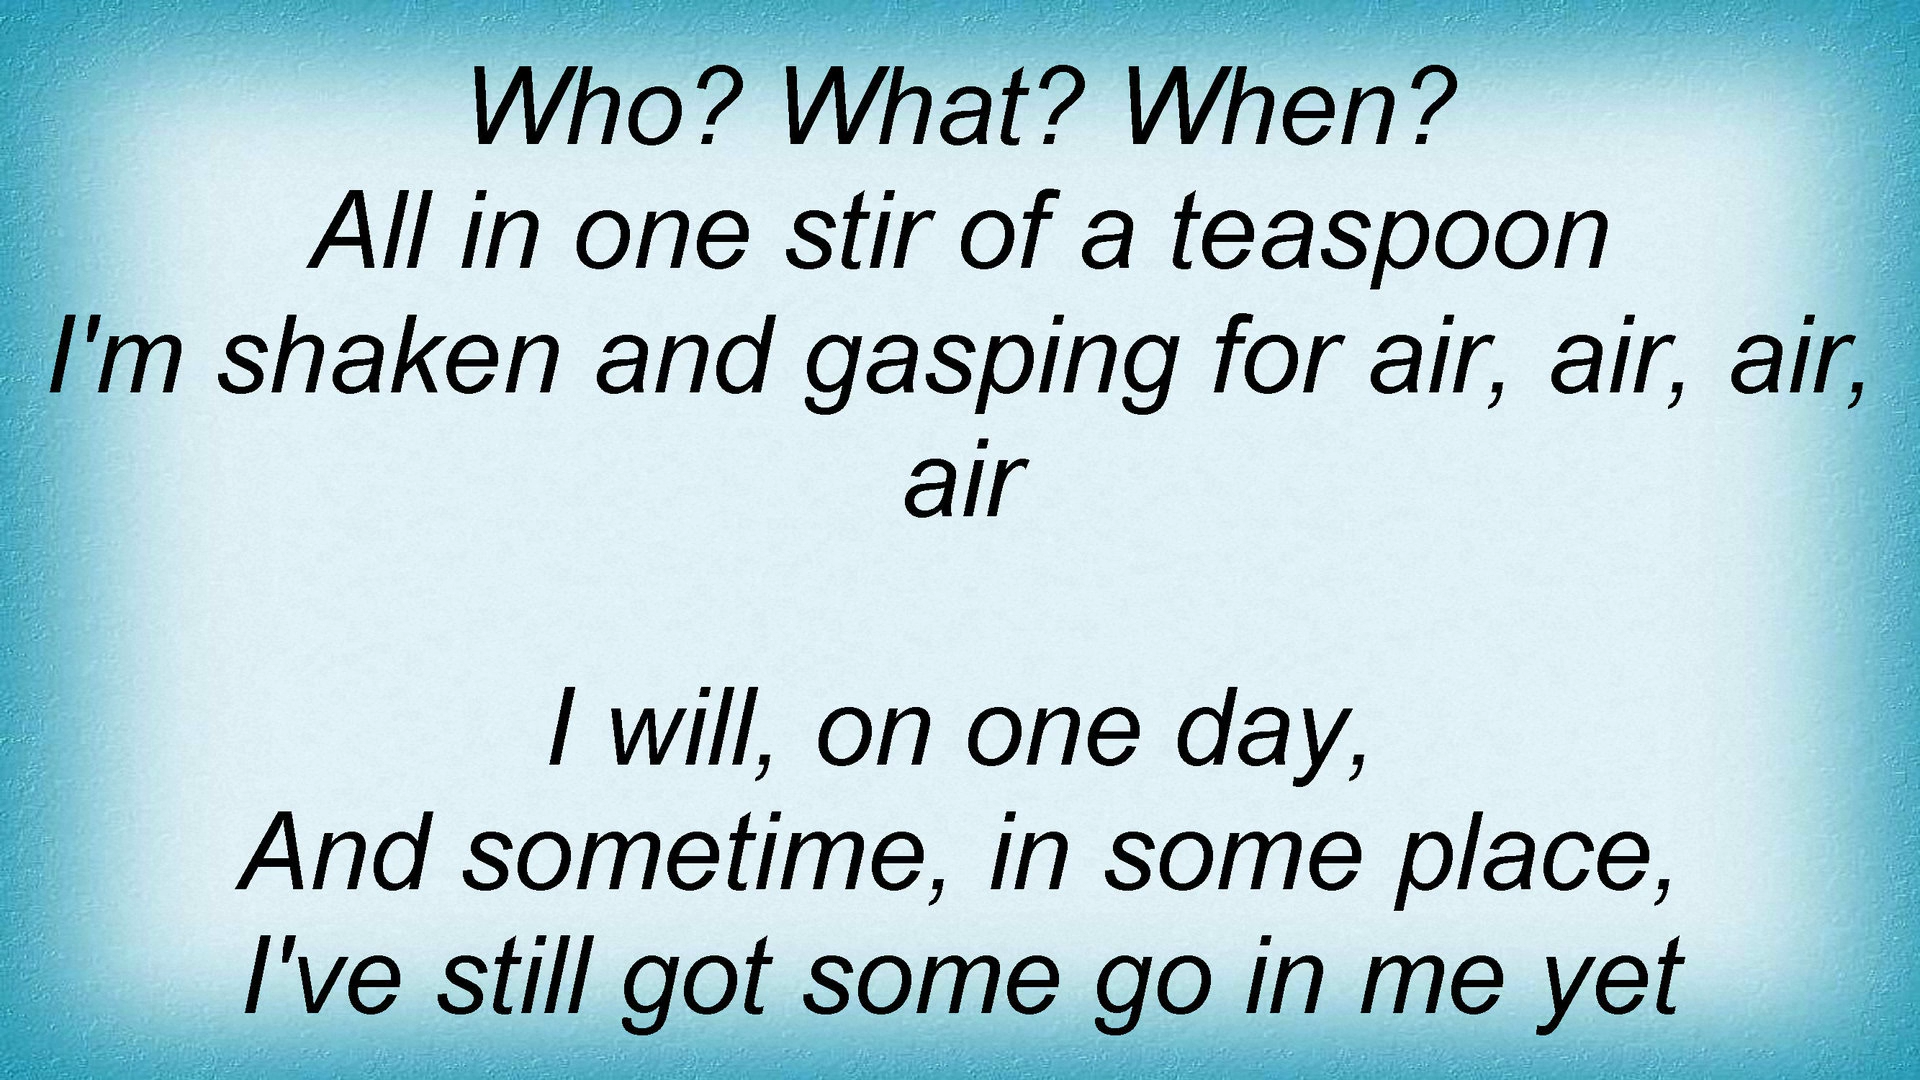 Who? What? When?
All in one stir of a teaspoon
I'm shaken and gasping for air, air, air,
air
I will, on one day,
And sometime, in some place,
I've still got some go in me yet